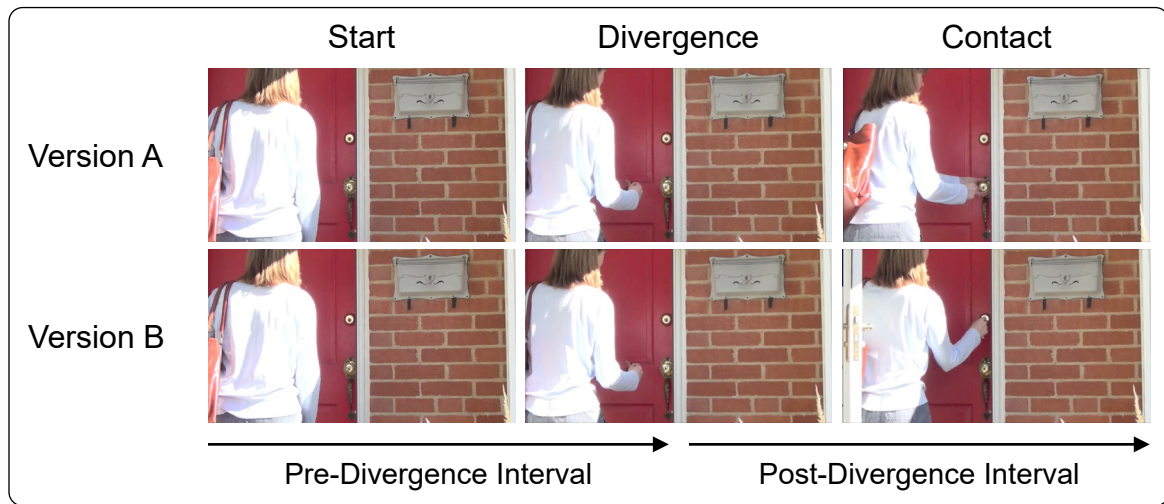 Start Divergence Contact
Version A
Version B
Pre-Divergence Interval Post-Divergence Interval